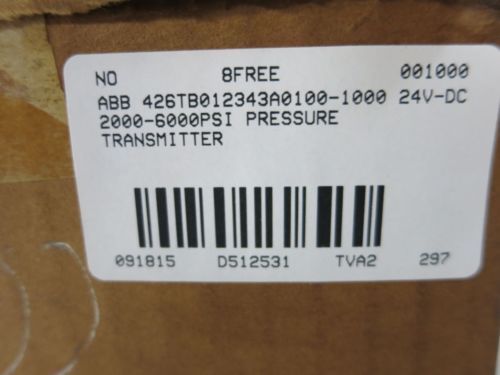 NO 8FREE 001000
ABB 426TB012343A0100-1000 24V-DC
2000-6000PSI PRESSURE
TRANSMITTER
091815 D512531 TVA2 297